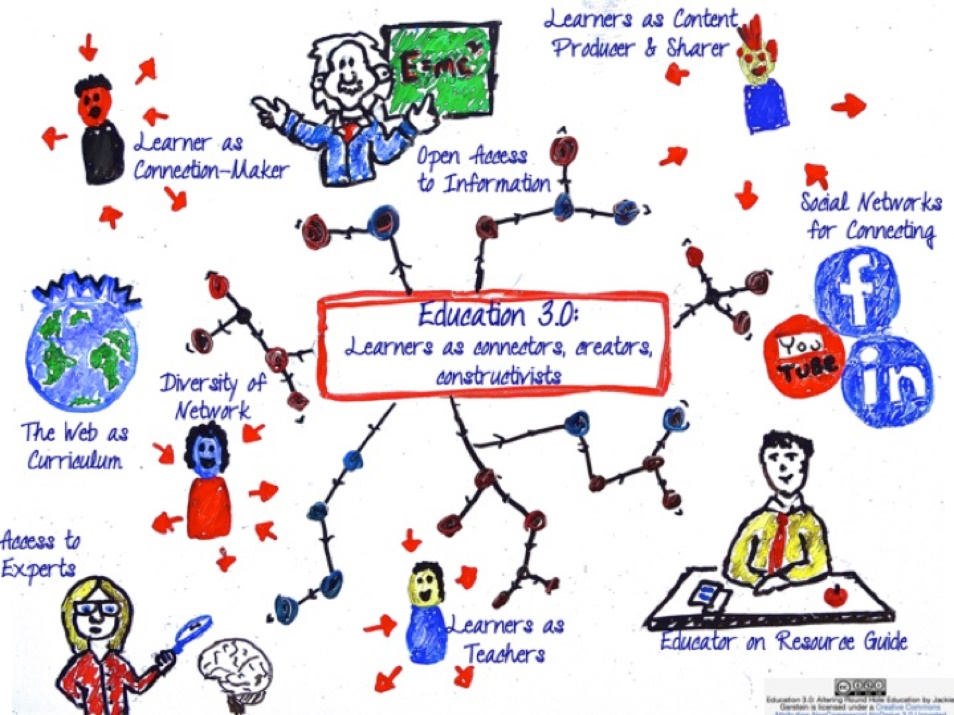 Learners as Content
Producer & Sharer
E=mc²
Learner as
Connection-Maker
Open Access
to Information
Social Networks
for Connecting
f
You
Tube
in
Education 3.0:
Learners as connectors, creators,
constructivists
Diversity of
Network
The Web as
Curriculum
Access to
Experts
Learners as
Teachers
Educator on Resource Guide
Education 3.0: Altering Round Hole Education by Jackie
Gerstein is licensed under a Creative Commons